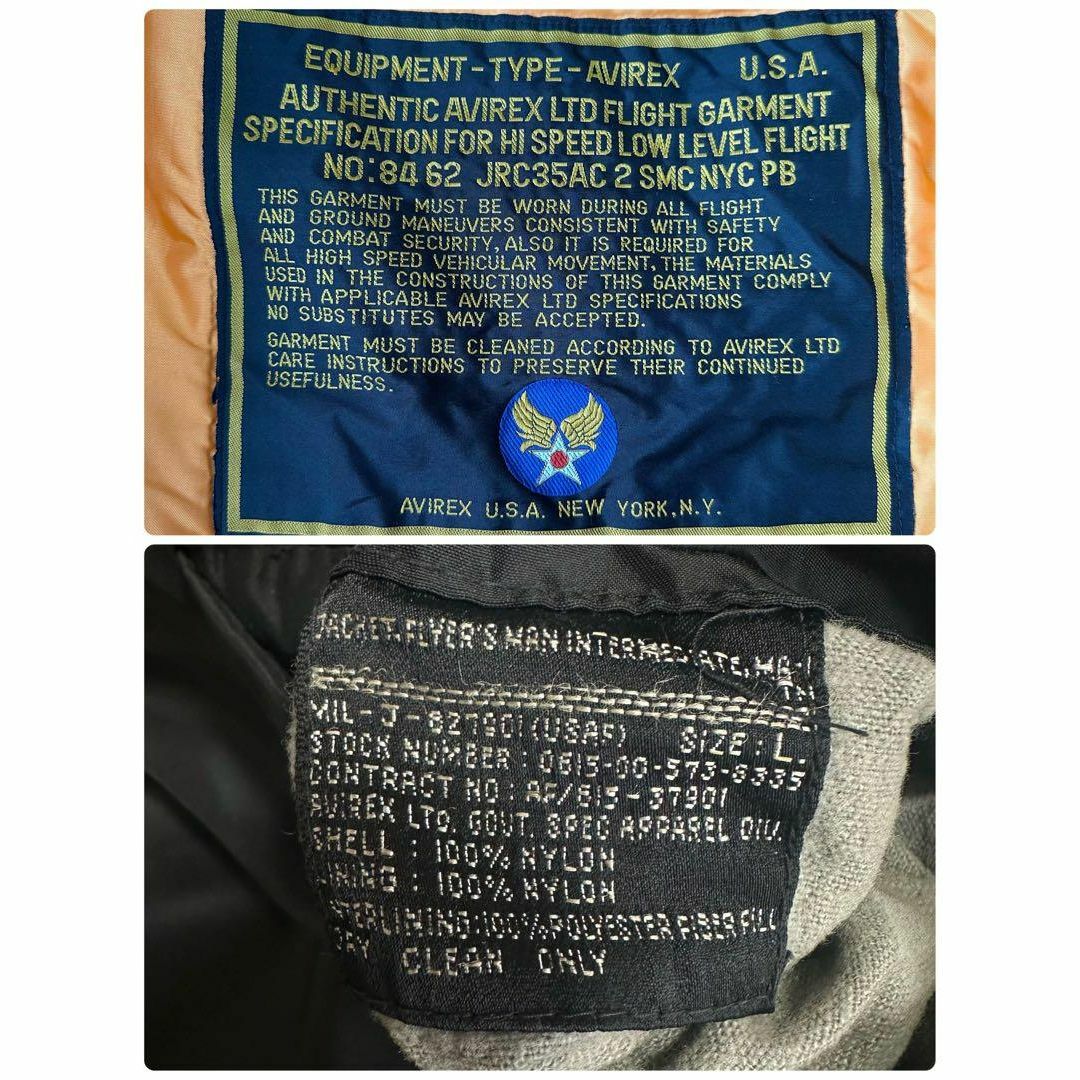 EQUIPMENT-TYPE-AVIREX U.S.A.
AUTHENTIC AVIREX LTD FLIGHT GARMENT
SPECIFICATION FOR HI SPEED LOW LEVEL FLIGHT
NO:84 62 JRC35AC 2 SMC NYC PB
THIS GARMENT MUST BE WORN DURING ALL FLIGHT
AND GROUND MANEUVERS CONSISTENT WITH SAFETY
AND COMBAT SECURITY, ALSO IT IS REQUIRED FOR
ALL HIGH SPEED VEHICULAR MOVEMENT, THE MATERIALS
USED IN THE CONSTRUCTIONS OF THIS GARMENT COMPLY
WITH APPLICABLE AVIREX LTD SPECIFICATIONS
NO SUBSTITUTES MAY BE ACCEPTED.
GARMENT MUST BE CLEANED ACCORDING TO AVIREX LTD
CARE INSTRUCTIONS TO PRESERVE THEIR CONTINUED
USEFULNESS.
AVIREX U.S.A. NEW YORK, N.Y.
JACKET-FLYER'S MAN INTERMEDIATE, MA-1
TM
MIL-J-827901 (USAF) SIZE: L.
STOCK NUMBER: 0615-00-573-8335
CONTRACT NO: AF/815-37901
AVIREX LTD. GOUT. SPEC APPAREL DIV.
SHELL: 100% NYLON
LINING: 100% NYLON
INTERLINING: 100% POLYESTER FIBER FILL
DRY CLEAN ONLY